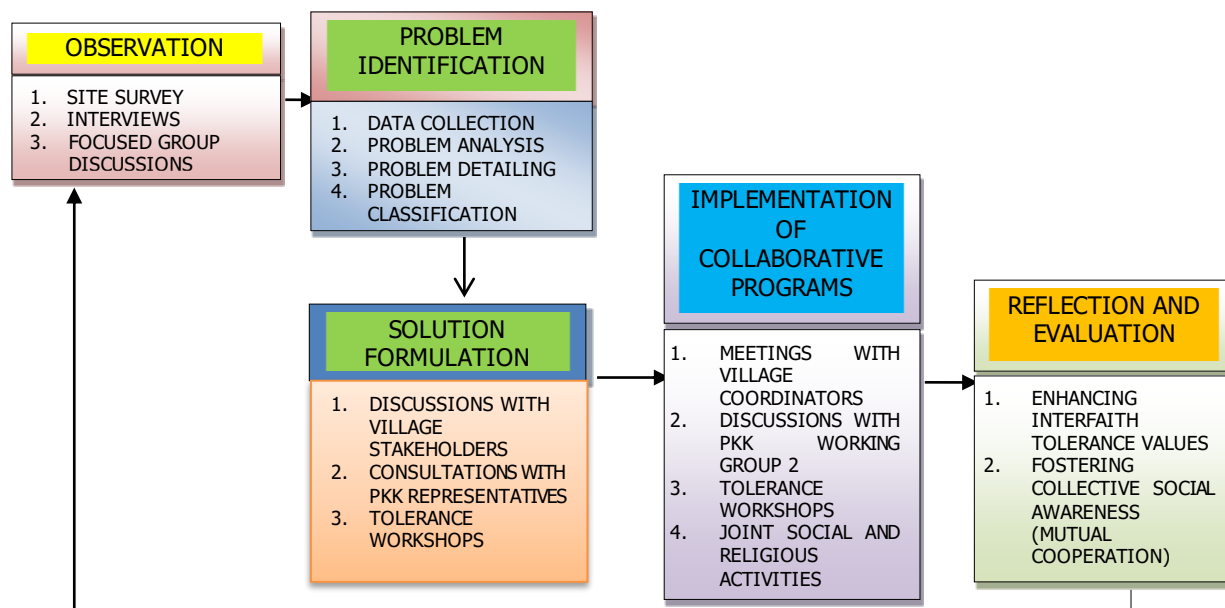 OBSERVATION
1. SITE SURVEY
2. INTERVIEWS
3. FOCUSED GROUP
DISCUSSIONS
PROBLEM
IDENTIFICATION
1. DATA COLLECTION
2. PROBLEM ANALYSIS
3. PROBLEM DETAILING
4. PROBLEM
CLASSIFICATION
SOLUTION
FORMULATION
1. DISCUSSIONS WITH
VILLAGE
STAKEHOLDERS
2. CONSULTATIONS WITH
PKK REPRESENTATIVES
3. TOLERANCE
WORKSHOPS
IMPLEMENTATION
OF
COLLABORATIVE
PROGRAMS
1. MEETINGS WITH
VILLAGE
COORDINATORS
2. DISCUSSIONS WITH
PKK WORKING
GROUP 2
3. TOLERANCE
WORKSHOPS
4. JOINT SOCIAL AND
RELIGIOUS
ACTIVITIES
REFLECTION AND
EVALUATION
1. ENHANCING
INTERFAITH
TOLERANCE VALUES
2. FOSTERING
COLLECTIVE SOCIAL
AWARENESS
(MUTUAL
COOPERATION)